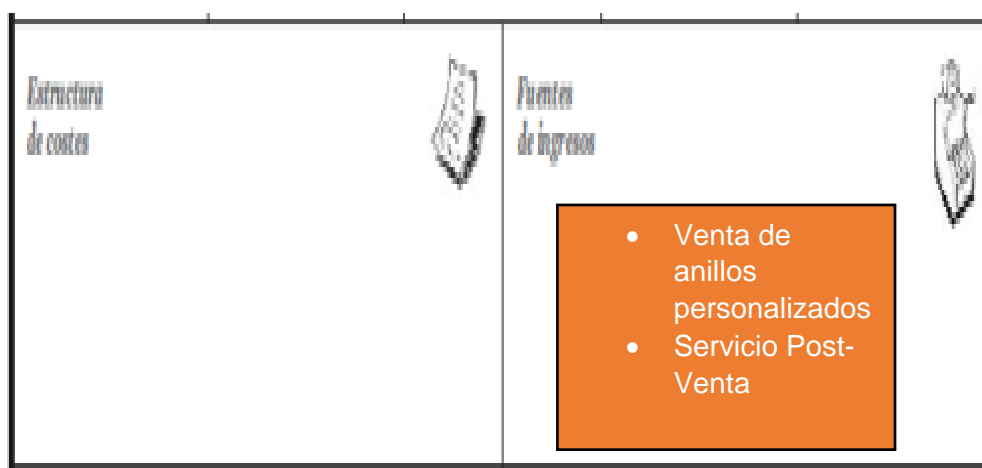 Estructura
de costes
Fuentes
de ingresos
• Venta de
anillos
personalizados
• Servicio Post-
Venta